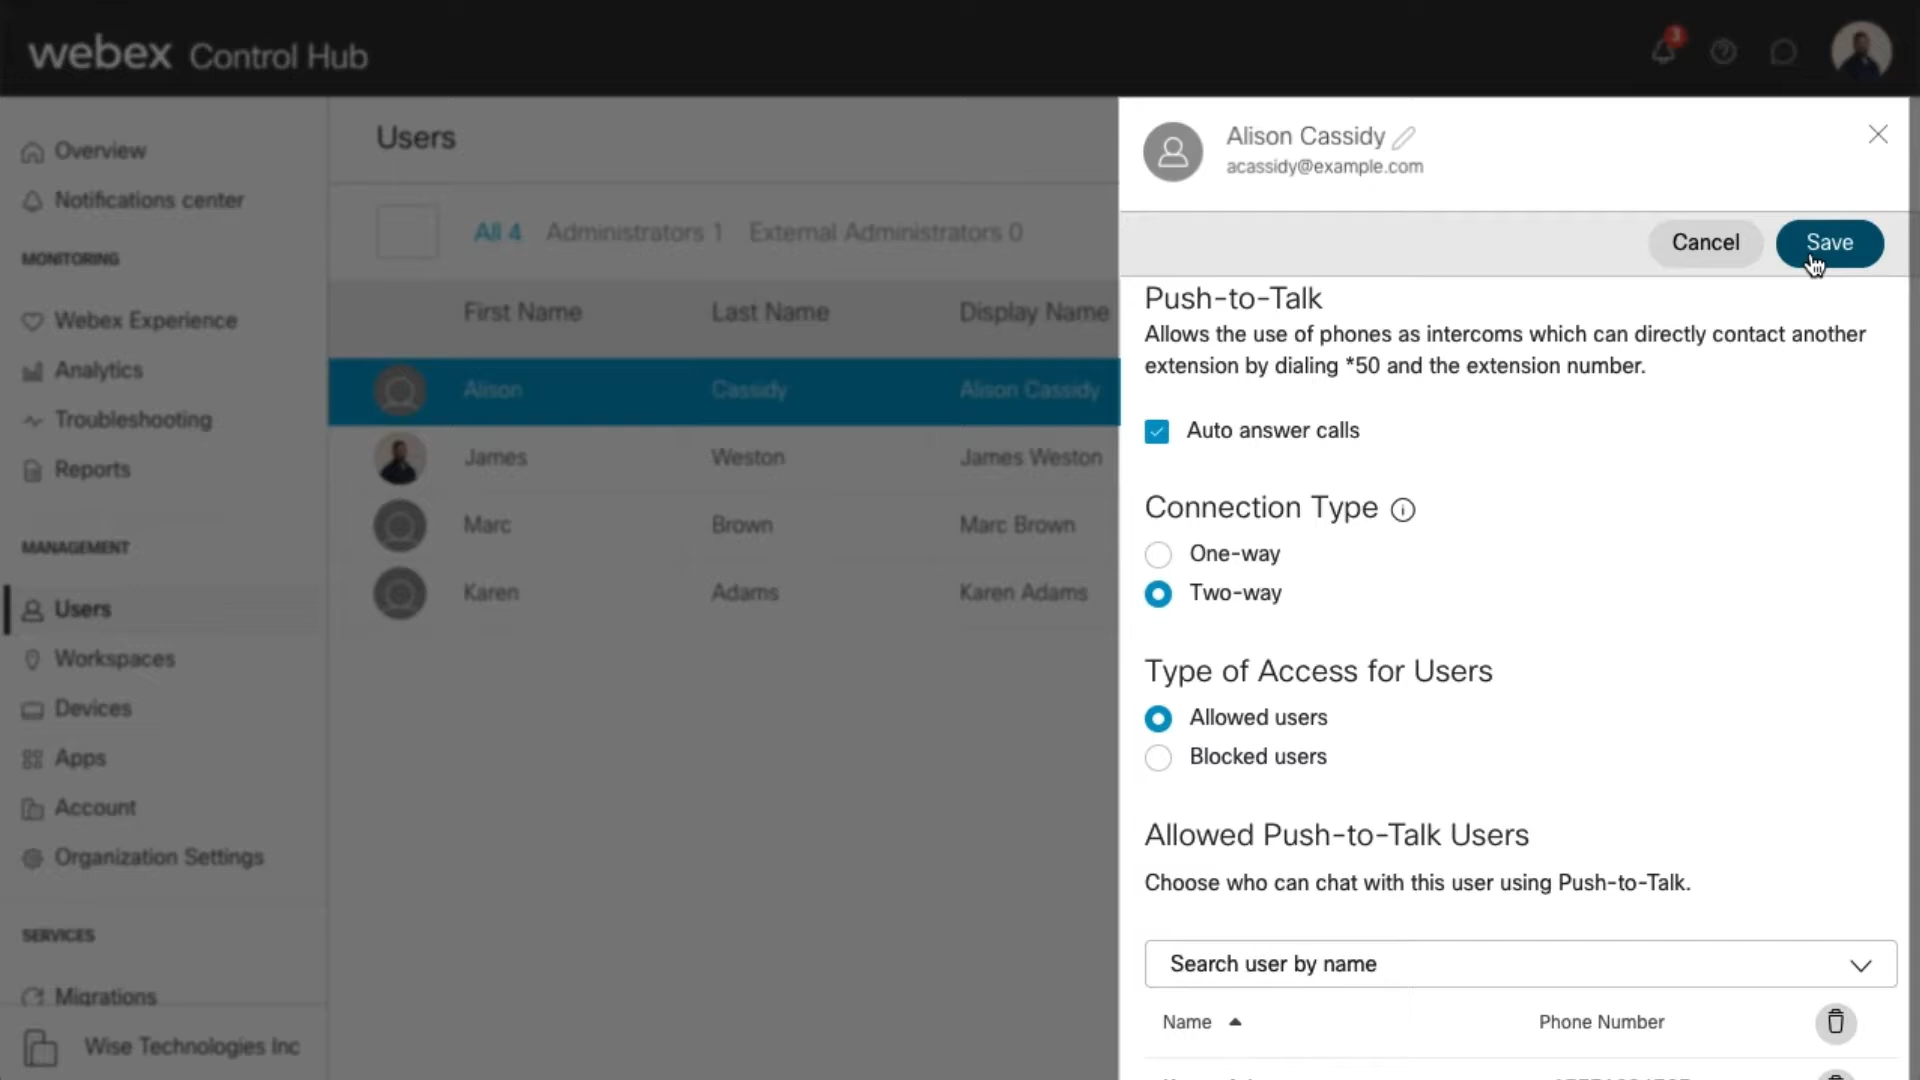 webex Control Hub
3
Overview
Notifications center
MONITORING
Webex Experience
Analytics
Troubleshooting
Reports
MANAGEMENT
Users
Workspaces
Devices
Apps
Account
Organization Settings
SERVICES
Migrations
Wise Technologies Inc
Users
All 4 Administrators 1 External Administrators 0
First Name Last Name Display Name
Alison Cassidy Alison Cassidy
James Weston James Weston
Marc Brown Marc Brown
Karen Adams Karen Adams
Alison Cassidy
acassidy@example.com
Cancel Save
Push-to-Talk
Allows the use of phones as intercoms which can directly contact another
extension by dialing *50 and the extension number.
Auto answer calls
Connection Type
One-way
Two-way
Type of Access for Users
Allowed users
Blocked users
Allowed Push-to-Talk Users
Choose who can chat with this user using Push-to-Talk.
Search user by name
Name Phone Number